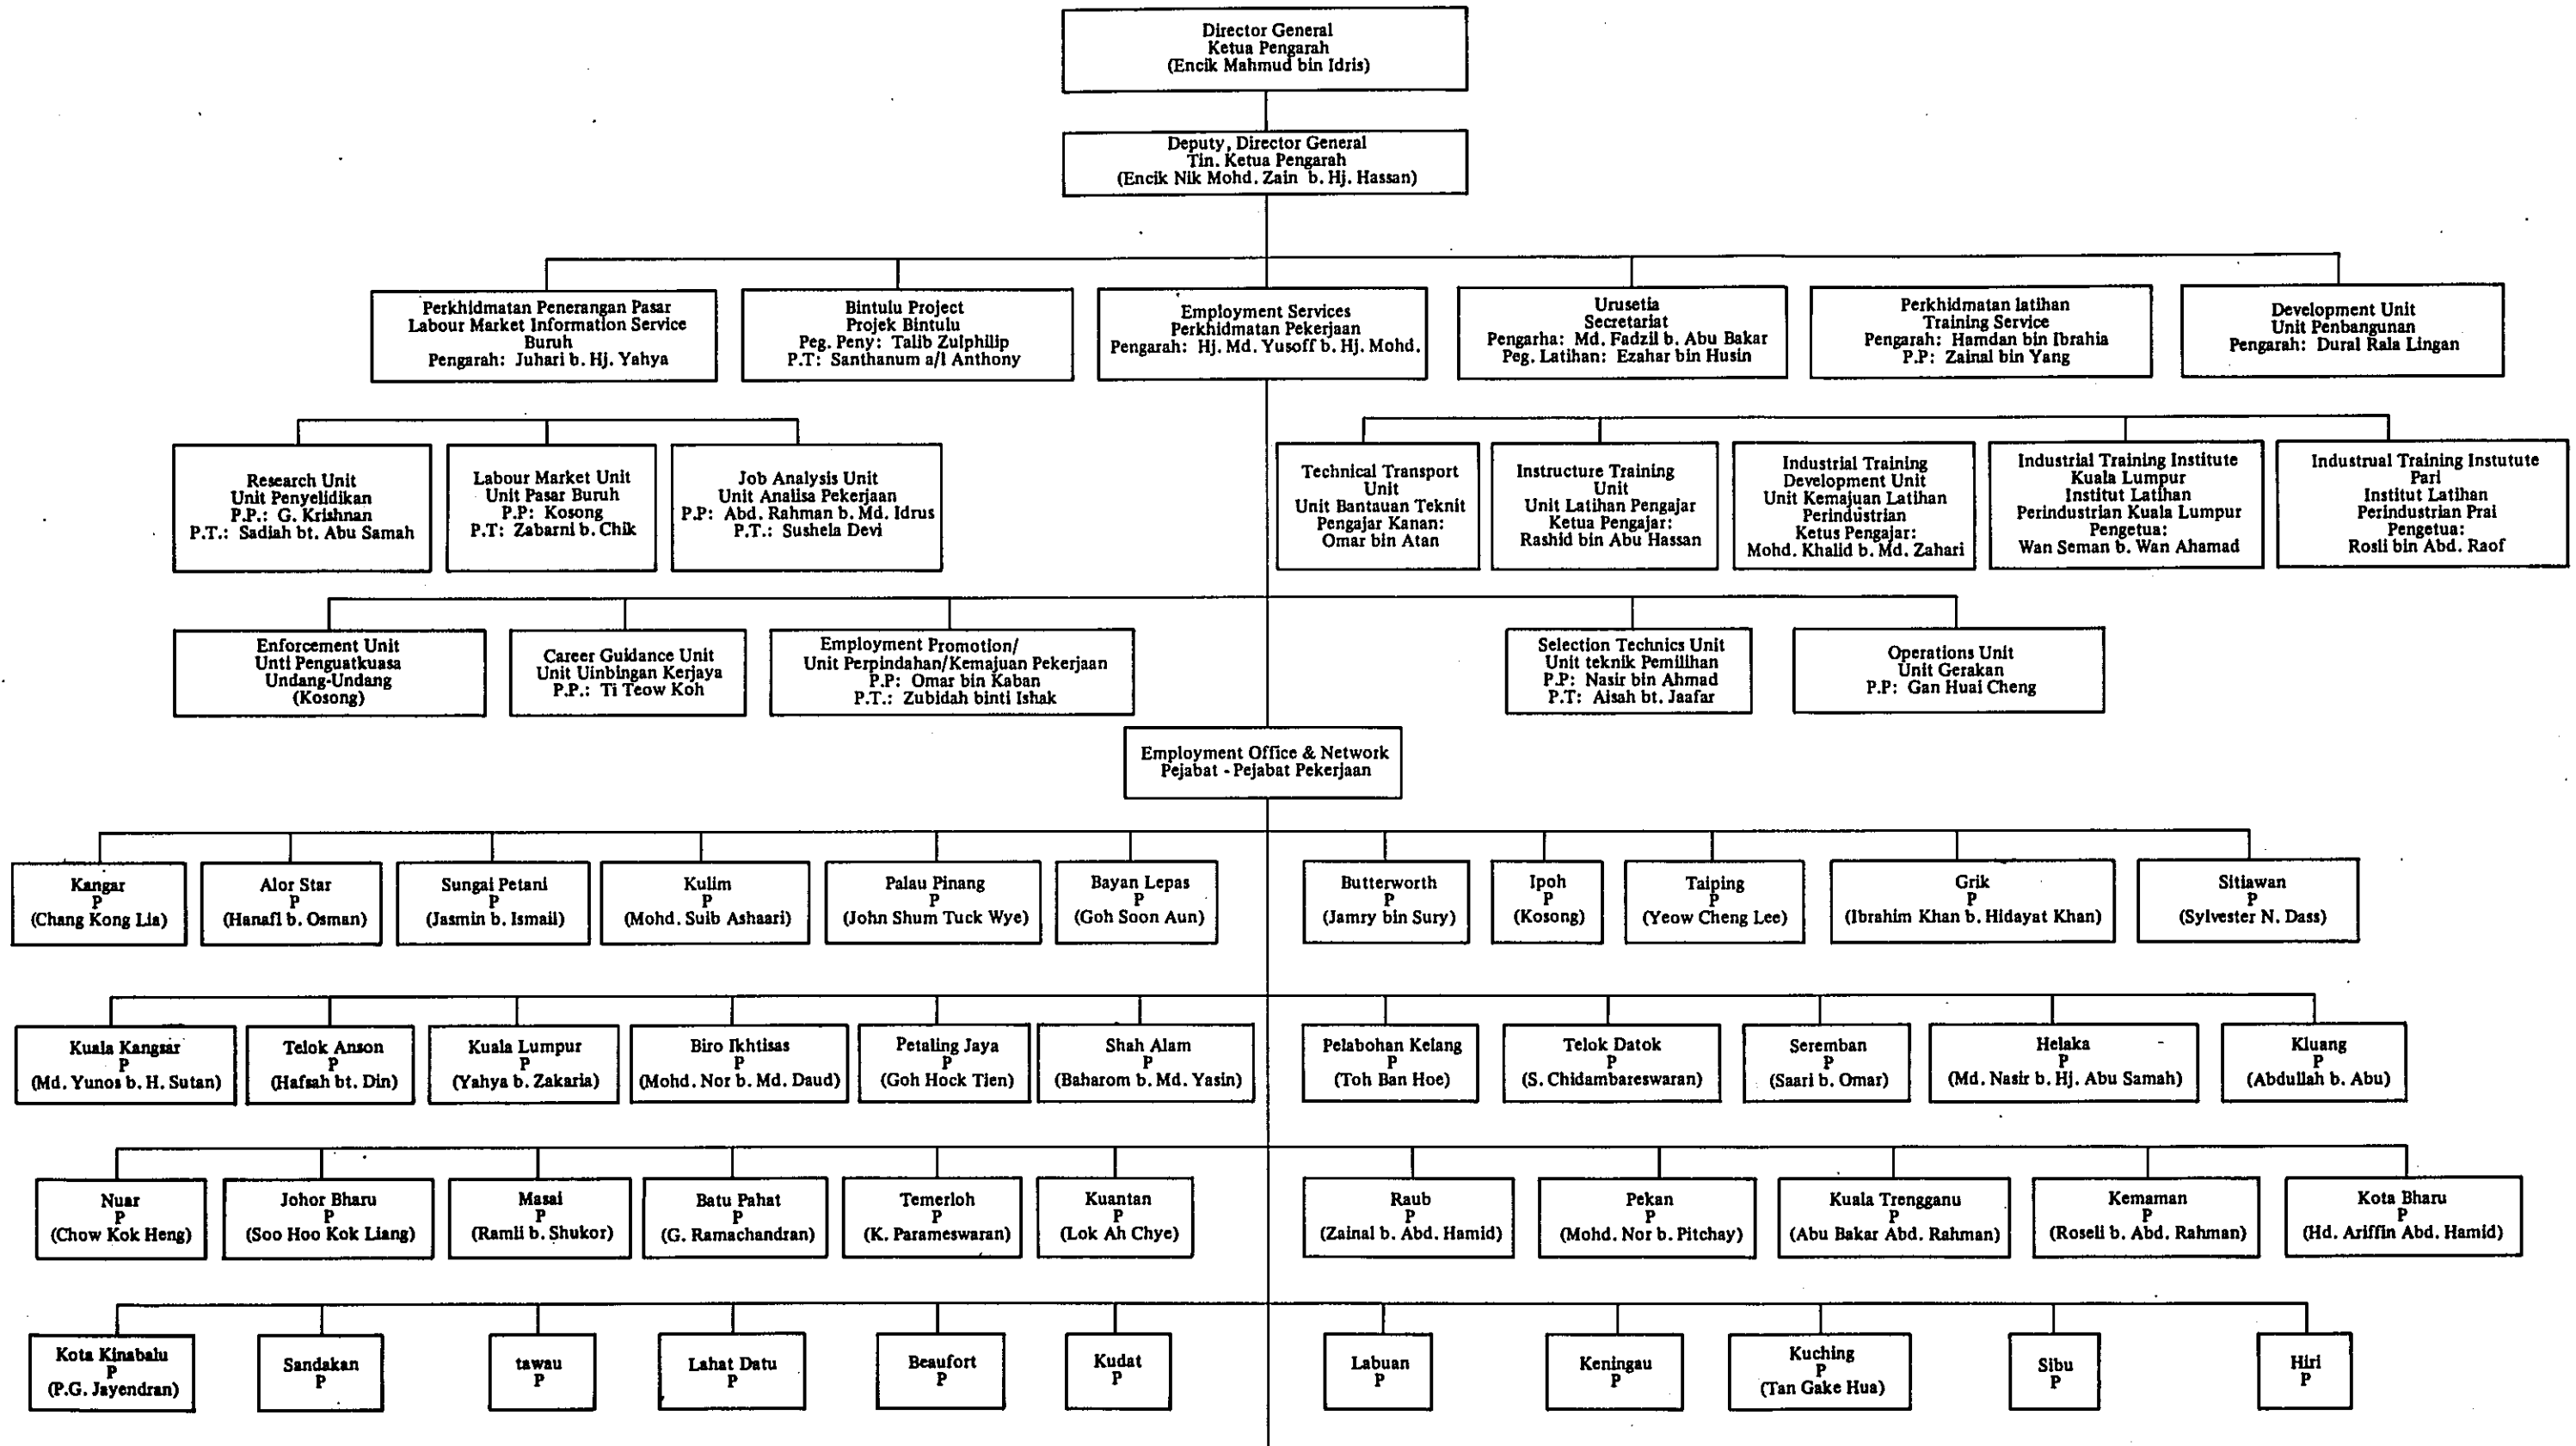 Director General
Ketua Pengarah
(Encik Mahmud bin Idris)
Deputy, Director General
Tin. Ketua Pengarah
(Encik Nik Mohd. Zain b. Hj. Hassan)
Perkhidmatan Penerangan Pasar
Labour Market Information Service
Buruh
Pengarah: Juhari b. Hj. Yahya
Bintulu Project
Projek Bintulu
Peg. Peny: Talib Zulphilip
P.T: Santhanum a/l Anthony
Employment Services
Perkhidmatan Pekerjaan
Pengarah: Hj. Md. Yusoff b. Hj. Mohd.
Urusetia
Secretariat
Pengarha: Md. Fadzil b. Abu Bakar
Peg. Latihan: Ezahar bin Husin
Perkhidmatan latihan
Training Service
Pengarah: Hamdan bin Ibrahia
P.P: Zainal bin Yang
Development Unit
Unit Penbangunan
Pengarah: Dural Rala Lingan
Research Unit
Unit Penyelidikan
P.P.: G. Krishnan
P.T.: Sadiah bt. Abu Samah
Labour Market Unit
Unit Pasar Buruh
P.P: Kosong
P.T: Zabarni b. Chik
Job Analysis Unit
Unit Analisa Pekerjaan
P.P: Abd. Rahman b. Md. Idrus
P.T.: Sushela Devi
Technical Transport
Unit
Unit Bantauan Teknit
Pengajar Kanan:
Omar bin Atan
Instructure Training
Unit
Unit Latihan Pengajar
Ketua Pengajar:
Rashid bin Abu Hassan
Industrial Training
Development Unit
Unit Kemajuan Latihan
Perindustrian
Ketus Pengajar:
Mohd. Khalid b. Md. Zahari
Industrial Training Institute
Kuala Lumpur
Institut Latihan
Perindustrian Kuala Lumpur
Pengetua:
Wan Seman b. Wan Ahamad
Industrual Training Instutute
Pari
Institut Latihan
Perindustrian Prai
Pengetua:
Rosli bin Abd. Raof
Enforcement Unit
Unti Penguatkuasa
Undang-Undang
(Kosong)
Career Guidance Unit
Unit Uinbingan Kerjaya
P.P.: Ti Teow Koh
Employment Promotion/
Unit Perpindahan/Kemajuan Pekerjaan
P.P: Omar bin Kaban
P.T.: Zubidah binti Ishak
Selection Technics Unit
Unit teknik Pemilihan
P.P: Nasir bin Ahmad
P.T: Aisah bt. Jaafar
Operations Unit
Unit Gerakan
P.P: Gan Huai Cheng
Employment Office & Network
Pejabat - Pejabat Pekerjaan
Kangar
P
(Chang Kong Lia)
Alor Star
P
(Hanafi b. Osman)
Sungai Petani
P
(Jasmin b. Ismail)
Kulim
P
(Mohd. Suib Ashaari)
Palau Pinang
P
(John Shum Tuck Wye)
Bayan Lepas
P
(Goh Soon Aun)
Butterworth
P
(Jamry bin Sury)
Ipoh
P
(Kosong)
Taiping
P
(Yeow Cheng Lee)
Grik
P
(Ibrahim Khan b. Hidayat Khan)
Sitiawan
P
(Sylvester N. Dass)
Kuala Kangsar
P
(Md. Yunos b. H. Sutan)
Telok Anson
P
(Hafsah bt. Din)
Kuala Lumpur
P
(Yahya b. Zakaria)
Biro Ikhtisas
P
(Mohd. Nor b. Md. Daud)
Petaling Jaya
P
(Goh Hock Tien)
Shah Alam
P
(Baharom b. Md. Yasin)
Pelabohan Kelang
P
(Toh Ban Hoe)
Telok Datok
P
(S. Chidambareswaran)
Seremban
P
(Saari b. Omar)
Helaka
P
(Md. Nasir b. Hj. Abu Samah)
Kluang
P
(Abdullah b. Abu)
Nuar
P
(Chow Kok Heng)
Johor Bharu
P
(Soo Hoo Kok Liang)
Masai
P
(Ramli b. Shukor)
Batu Pahat
P
(G. Ramachandran)
Temerloh
P
(K. Parameswaran)
Kuantan
P
(Lok Ah Chye)
Raub
P
(Zainal b. Abd. Hamid)
Pekan
P
(Mohd. Nor b. Pitchay)
Kuala Trengganu
P
(Abu Bakar Abd. Rahman)
Kemaman
P
(Roseli b. Abd. Rahman)
Kota Bharu
P
(Hd. Ariffin Abd. Hamid)
Kota Kinabalu
P
(P.G. Jayendran)
Sandakan
P
tawau
P
Lahat Datu
P
Beaufort
P
Kudat
P
Labuan
P
Keningau
P
Kuching
P
(Tan Gake Hua)
Sibu
P
Hiri
P